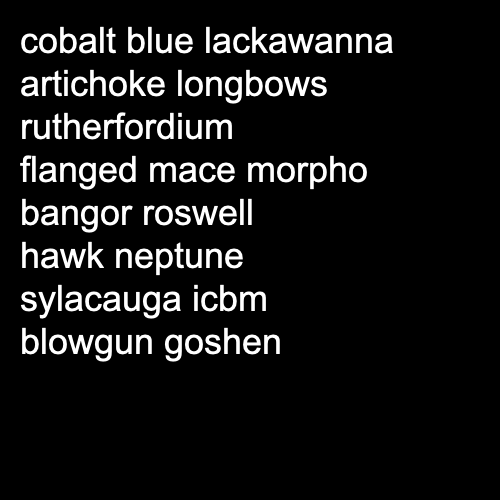 cobalt blue lackawanna
artichoke longbows
rutherfordium
flanged mace morpho
bangor roswell
hawk neptune
sylacauga icbm
blowgun goshen